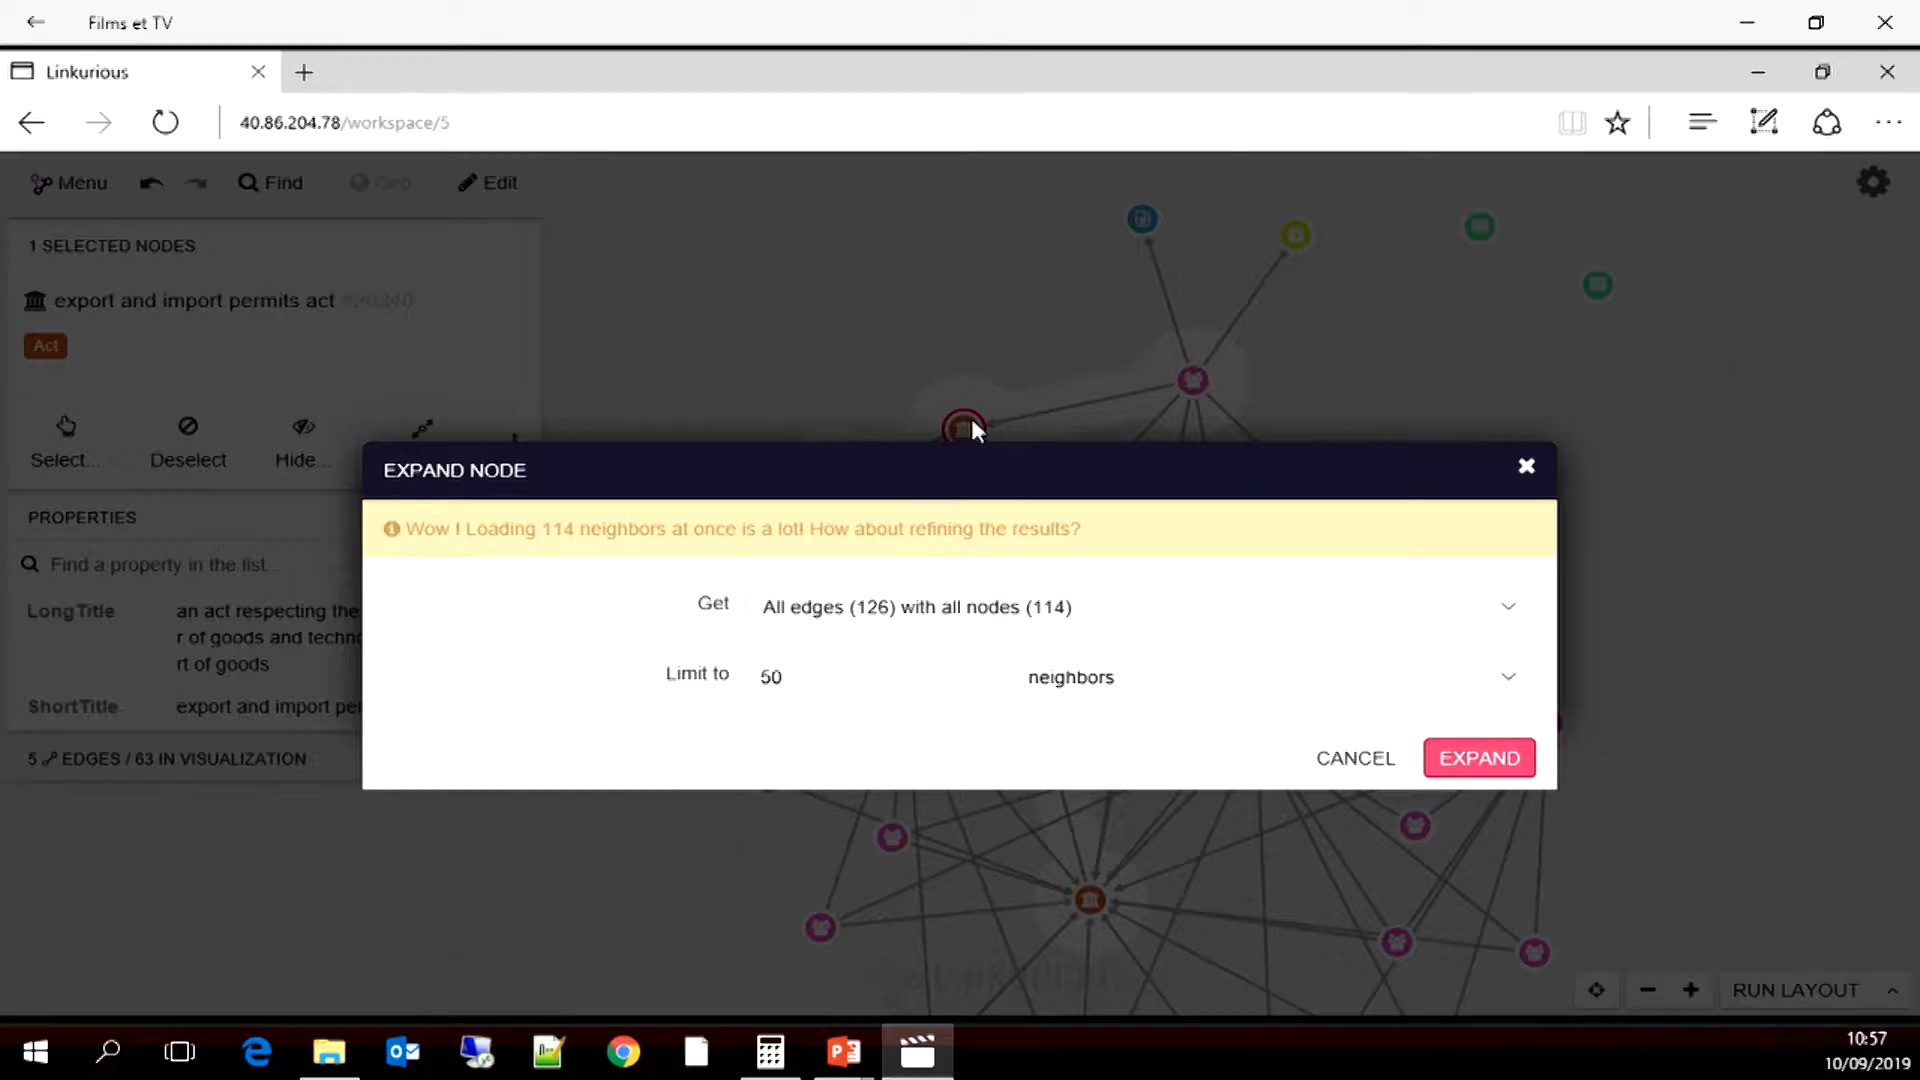 Films et TV
Linkurious
40.86.204.78/workspace/5
Menu
Find
Edit
1 SELECTED NODES
export and import permits act
Act
Select...
Deselect
Hide...
PROPERTIES
Find a property in the list...
LongTitle
an act respecting the
r of goods and techno
rt of goods
ShortTitle
export and import per
5 EDGES / 63 IN VISUALIZATION
EXPAND NODE
Wow ! Loading 114 neighbors at once is a lot! How about refining the results?
Get All edges (126) with all nodes (114)
Limit to 50 neighbors
CANCEL EXPAND
RUN LAYOUT
10:57
10/09/2019